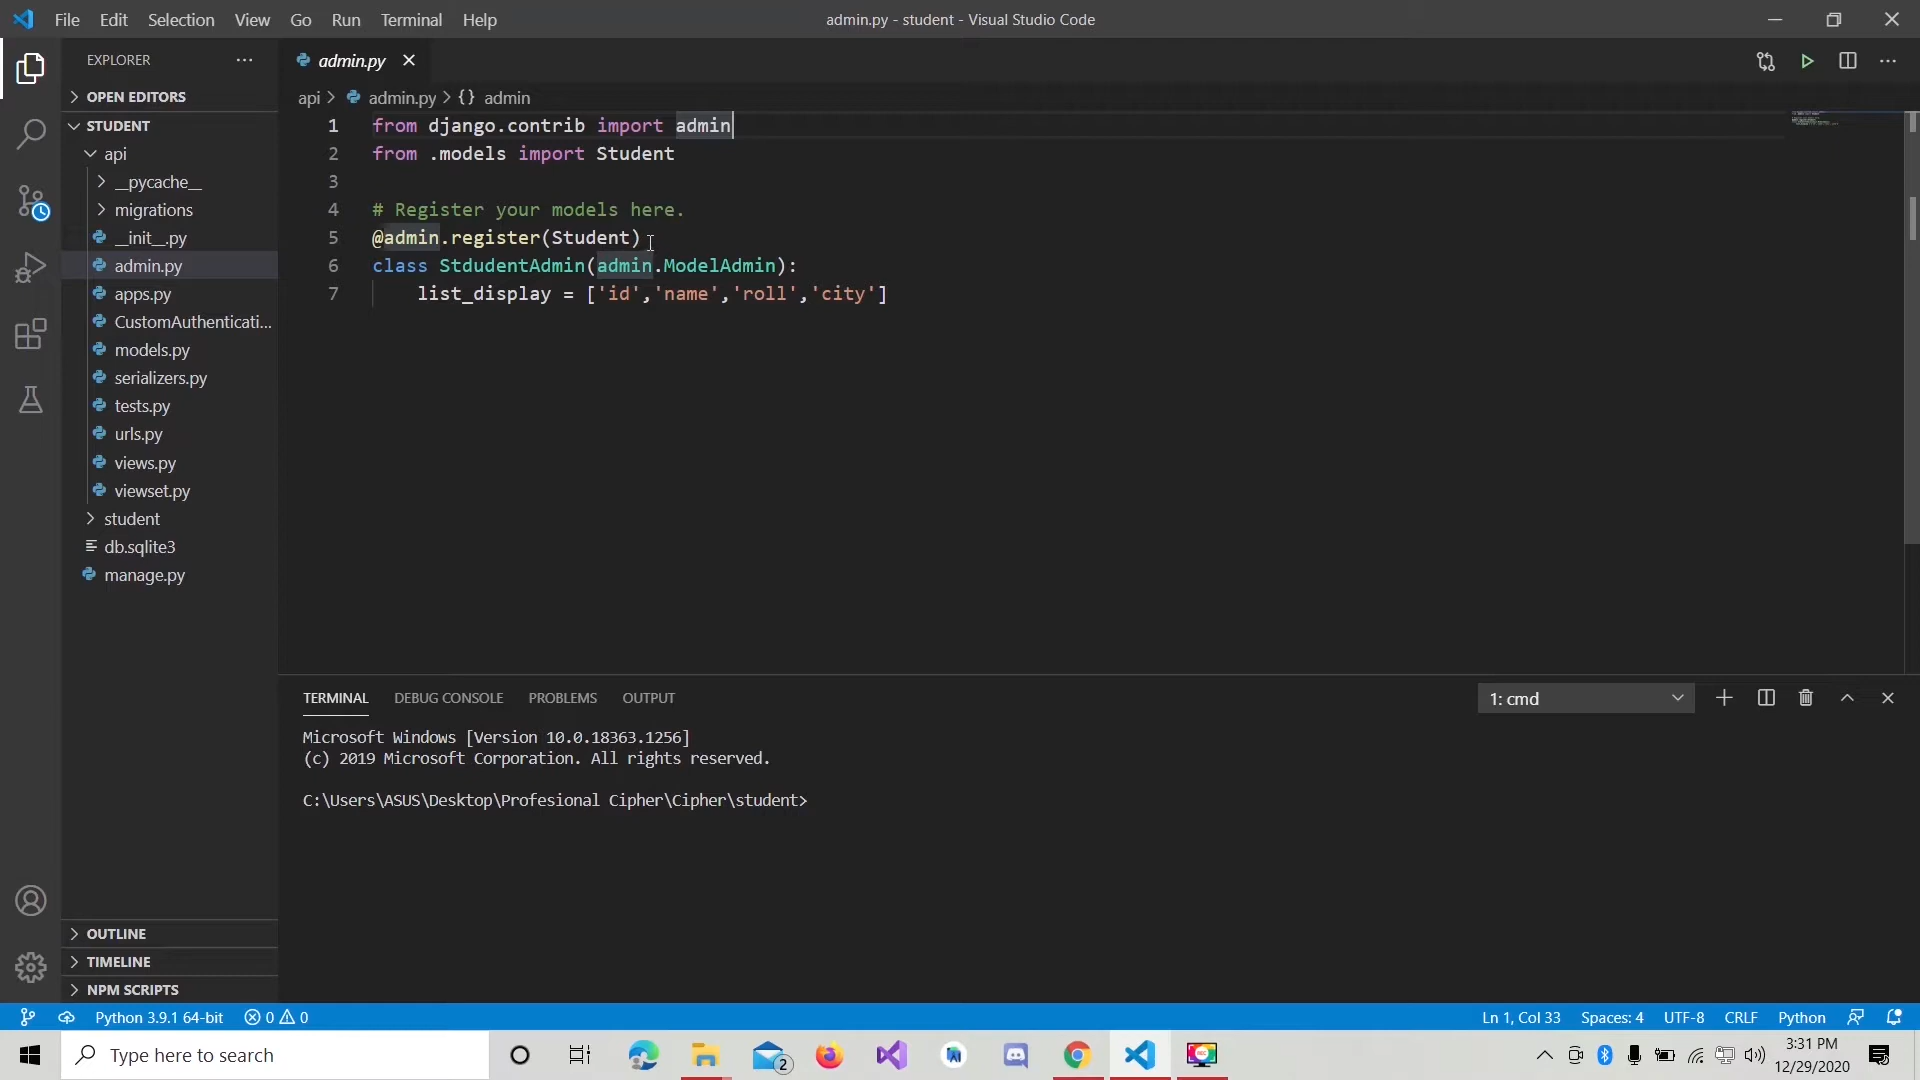 File Edit Selection View Go Run Terminal Help
admin.py - student - Visual Studio Code
EXPLORER
OPEN EDITORS
STUDENT
api
__pycache__
migrations
__init__.py
admin.py
apps.py
CustomAuthenticati...
models.py
serializers.py
tests.py
urls.py
views.py
viewset.py
student
db.sqlite3
manage.py
OUTLINE
TIMELINE
NPM SCRIPTS
admin.py
api > admin.py > {} admin
1 from django.contrib import admin
2 from .models import Student
3
4 # Register your models here.
5 @admin.register(Student)
6 class StdudentAdmin(admin.ModelAdmin):
7 list_display = ['id','name','roll','city']
TERMINAL DEBUG CONSOLE PROBLEMS OUTPUT
1: cmd
Microsoft Windows [Version 10.0.18363.1256]
(c) 2019 Microsoft Corporation. All rights reserved.
C:\Users\ASUS\Desktop\Profesional Cipher\Cipher\student>
Python 3.9.1 64-bit 0 0
Ln 1, Col 33 Spaces: 4 UTF-8 CRLF Python
Type here to search
2
3:31 PM
12/29/2020